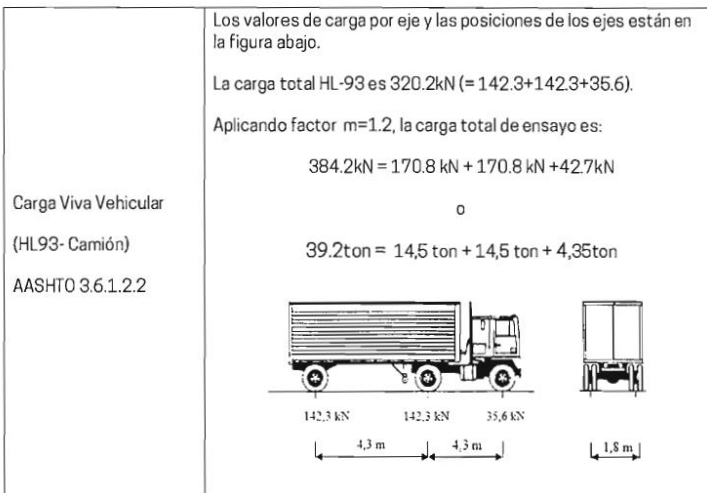 Los valores de carga por eje y las posiciones de los ejes están en
la figura abajo.
La carga total HL-93 es 320.2kN (= 142.3+142.3+35.6).
Aplicando factor m=1.2, la carga total de ensayo es:
384.2kN = 170.8 kN + 170.8 kN +42.7kN
o
39.2ton = 14,5 ton + 14,5 ton + 4,35ton
Carga Viva Vehicular
(HL93- Camión)
AASHTO 3.6.1.2.2
142,3 kN 142,3 kN 35,6 kN
4,3 m 4,3 m 1,8 m